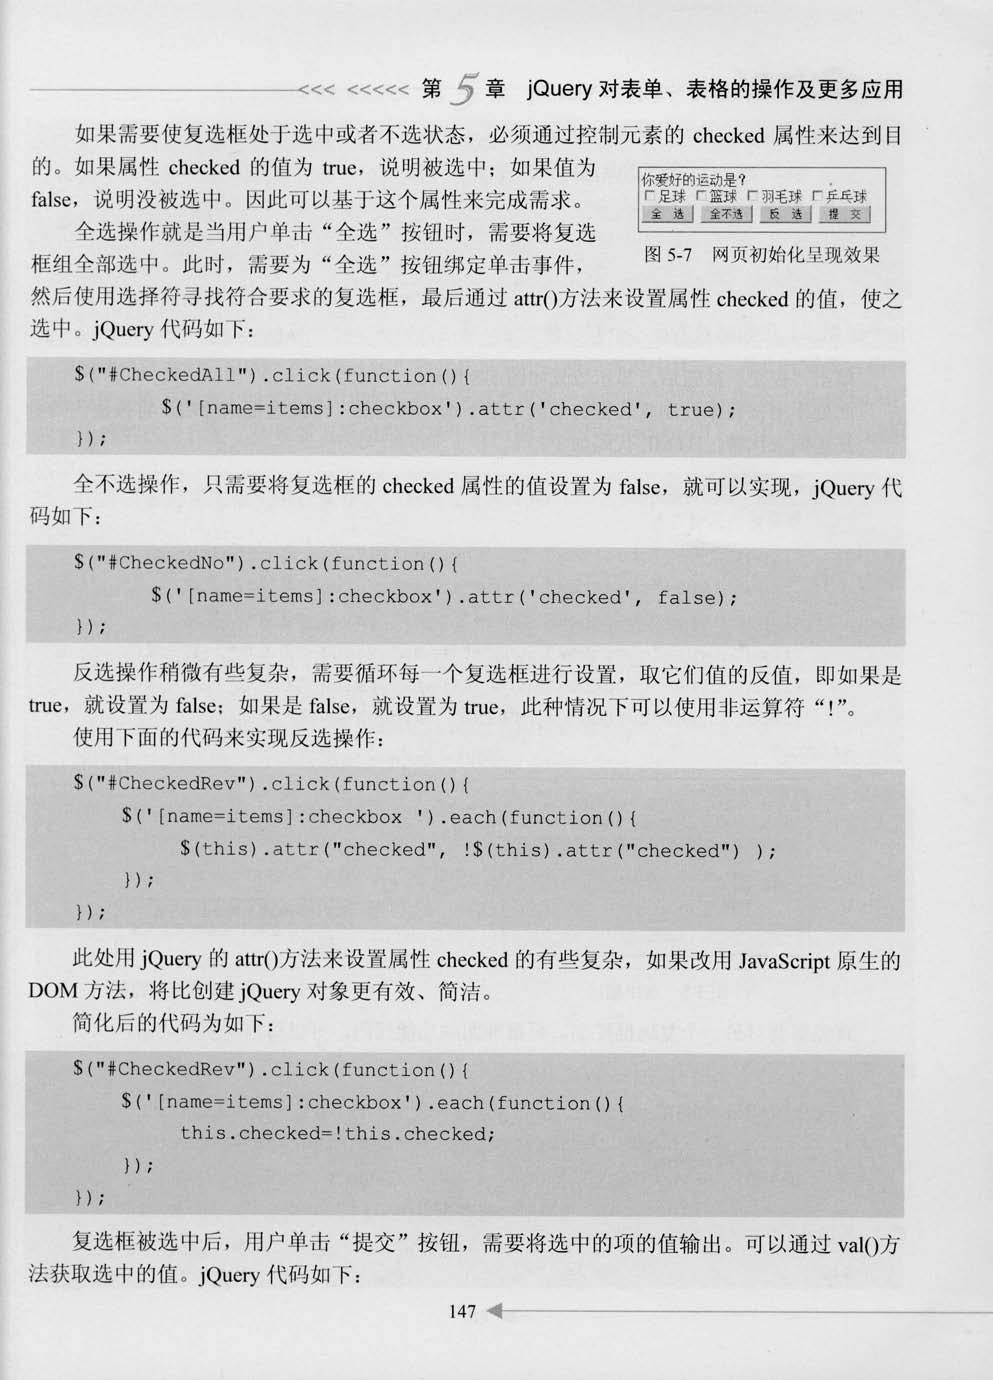 <<< <<<<< 第5章 jQuery 对表单、表格的操作及更多应用
如果需要使复选框处于选中或者不选状态，必须通过控制元素的 checked 属性来达到目
的。如果属性 checked 的值为 true，说明被选中；如果值为
false，说明没被选中。因此可以基于这个属性来完成需求。
全选操作就是当用户单击“全选”按钮时，需要将复选
框组全部选中。此时，需要为“全选”按钮绑定单击事件，
你爱好的运动是？
足球 篮球 羽毛球 乒乓球
全 选 全不选 反 选 提 交
图 5-7 网页初始化呈现效果
然后使用选择符寻找符合要求的复选框，最后通过 attr()方法来设置属性 checked 的值，使之
选中。jQuery 代码如下：
$("#CheckedAll").click(function(){
$('[name=items]:checkbox').attr('checked', true);
});
全不选操作，只需要将复选框的 checked 属性的值设置为 false，就可以实现，jQuery 代
码如下：
$("#CheckedNo").click(function(){
$('[name=items]:checkbox').attr('checked', false);
});
反选操作稍微有些复杂，需要循环每一个复选框进行设置，取它们值的反值，即如果是
true，就设置为 false；如果是 false，就设置为 true，此种情况下可以使用非运算符“!”。
使用下面的代码来实现反选操作：
$("#CheckedRev").click(function(){
$('[name=items]:checkbox ').each(function(){
$(this).attr("checked", !$(this).attr("checked") );
});
});
此处用 jQuery 的 attr()方法来设置属性 checked 的有些复杂，如果改用 JavaScript 原生的
DOM 方法，将比创建 jQuery 对象更有效、简洁。
简化后的代码为如下：
$("#CheckedRev").click(function(){
$('[name=items]:checkbox').each(function(){
this.checked=!this.checked;
});
});
复选框被选中后，用户单击“提交”按钮，需要将选中的项的值输出。可以通过 val()方
法获取选中的值。jQuery 代码如下：
147